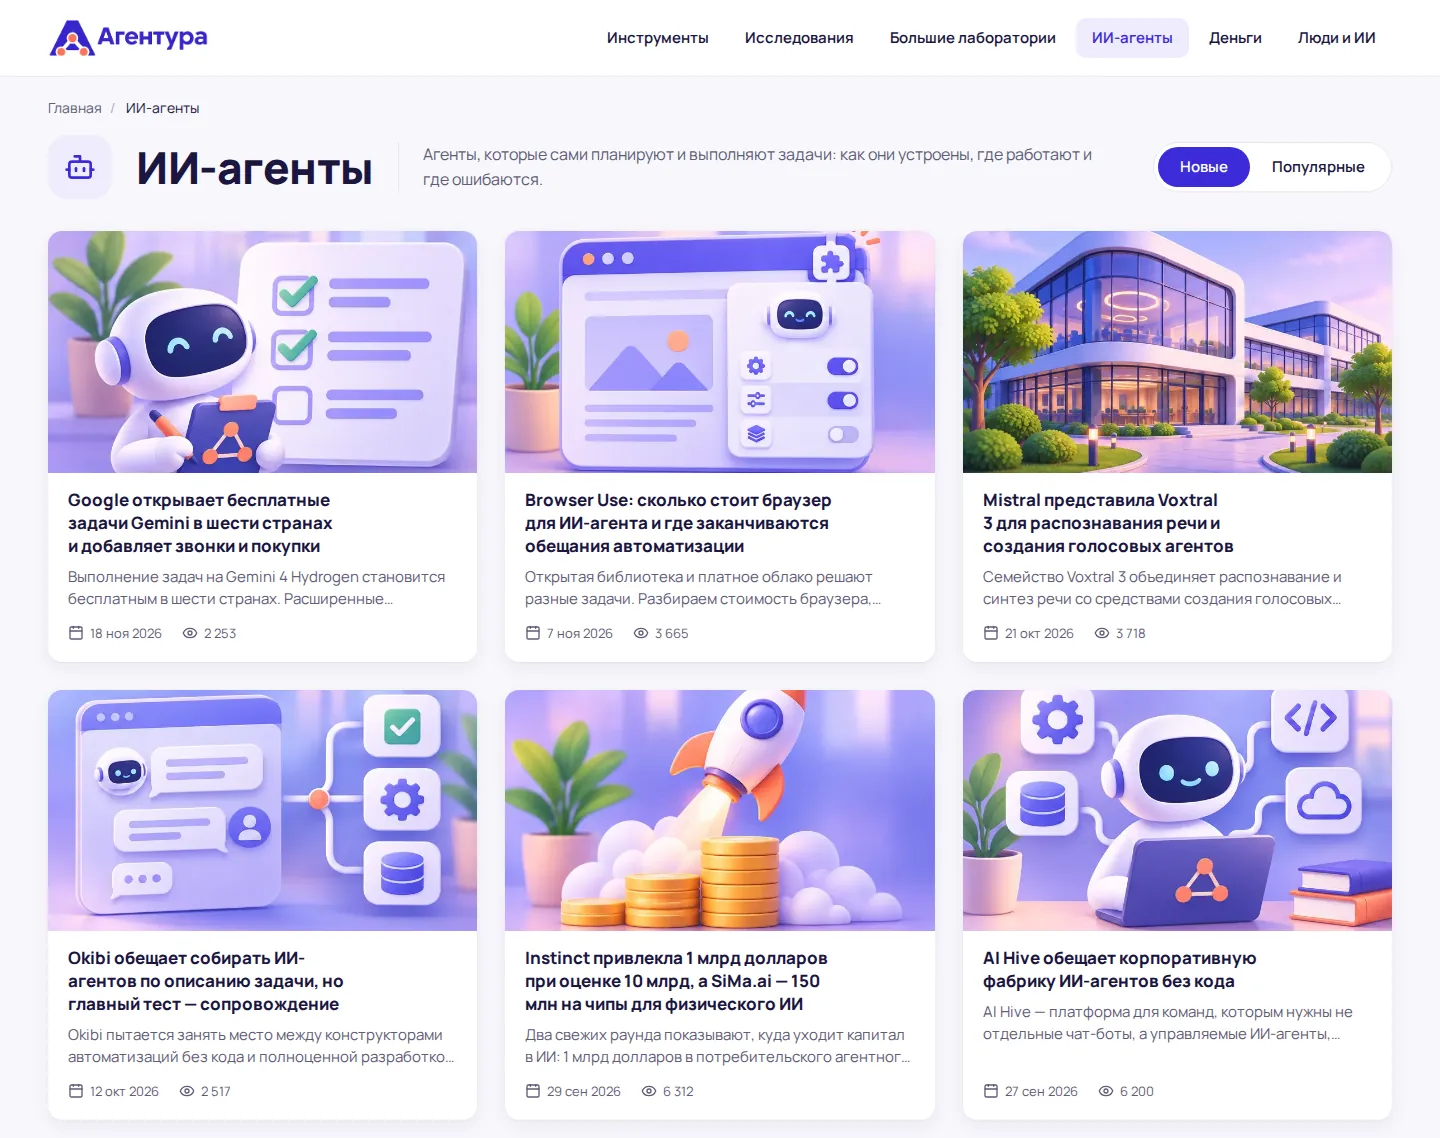 Агентура
Инструменты
Исследования
Большие лаборатории
ИИ-агенты
Деньги
Люди и ИИ
Главная / ИИ-агенты
ИИ-агенты
Агенты, которые сами планируют и выполняют задачи: как они устроены, где работают и
где ошибаются.
Новые
Популярные
Google открывает бесплатные
задачи Gemini в шести странах
и добавляет звонки и покупки
Выполнение задач на Gemini 4 Hydrogen становится
бесплатным в шести странах. Расширенные…
18 ноя 2026
2 253
Browser Use: сколько стоит браузер
для ИИ-агента и где заканчиваются
обещания автоматизации
Открытая библиотека и платное облако решают
разные задачи. Разбираем стоимость браузера,…
7 ноя 2026
3 665
Mistral представила Voxtral
3 для распознавания речи и
создания голосовых агентов
Семейство Voxtral 3 объединяет распознавание и
синтез речи со средствами создания голосовых…
21 окт 2026
3 718
Okibi обещает собирать ИИ-
агентов по описанию задачи, но
главный тест — сопровождение
Okibi пытается занять место между конструкторами
автоматизаций без кода и полноценной разработко…
12 окт 2026
2 517
Instinct привлекла 1 млрд долларов
при оценке 10 млрд, а SiMa.ai — 150
млн на чипы для физического ИИ
Два свежих раунда показывают, куда уходит капитал
в ИИ: 1 млрд долларов в потребительского агентног…
29 сен 2026
6 312
AI Hive обещает корпоративную
фабрику ИИ-агентов без кода
AI Hive — платформа для команд, которым нужны не
отдельные чат-боты, а управляемые ИИ-агенты,…
27 сен 2026
6 200